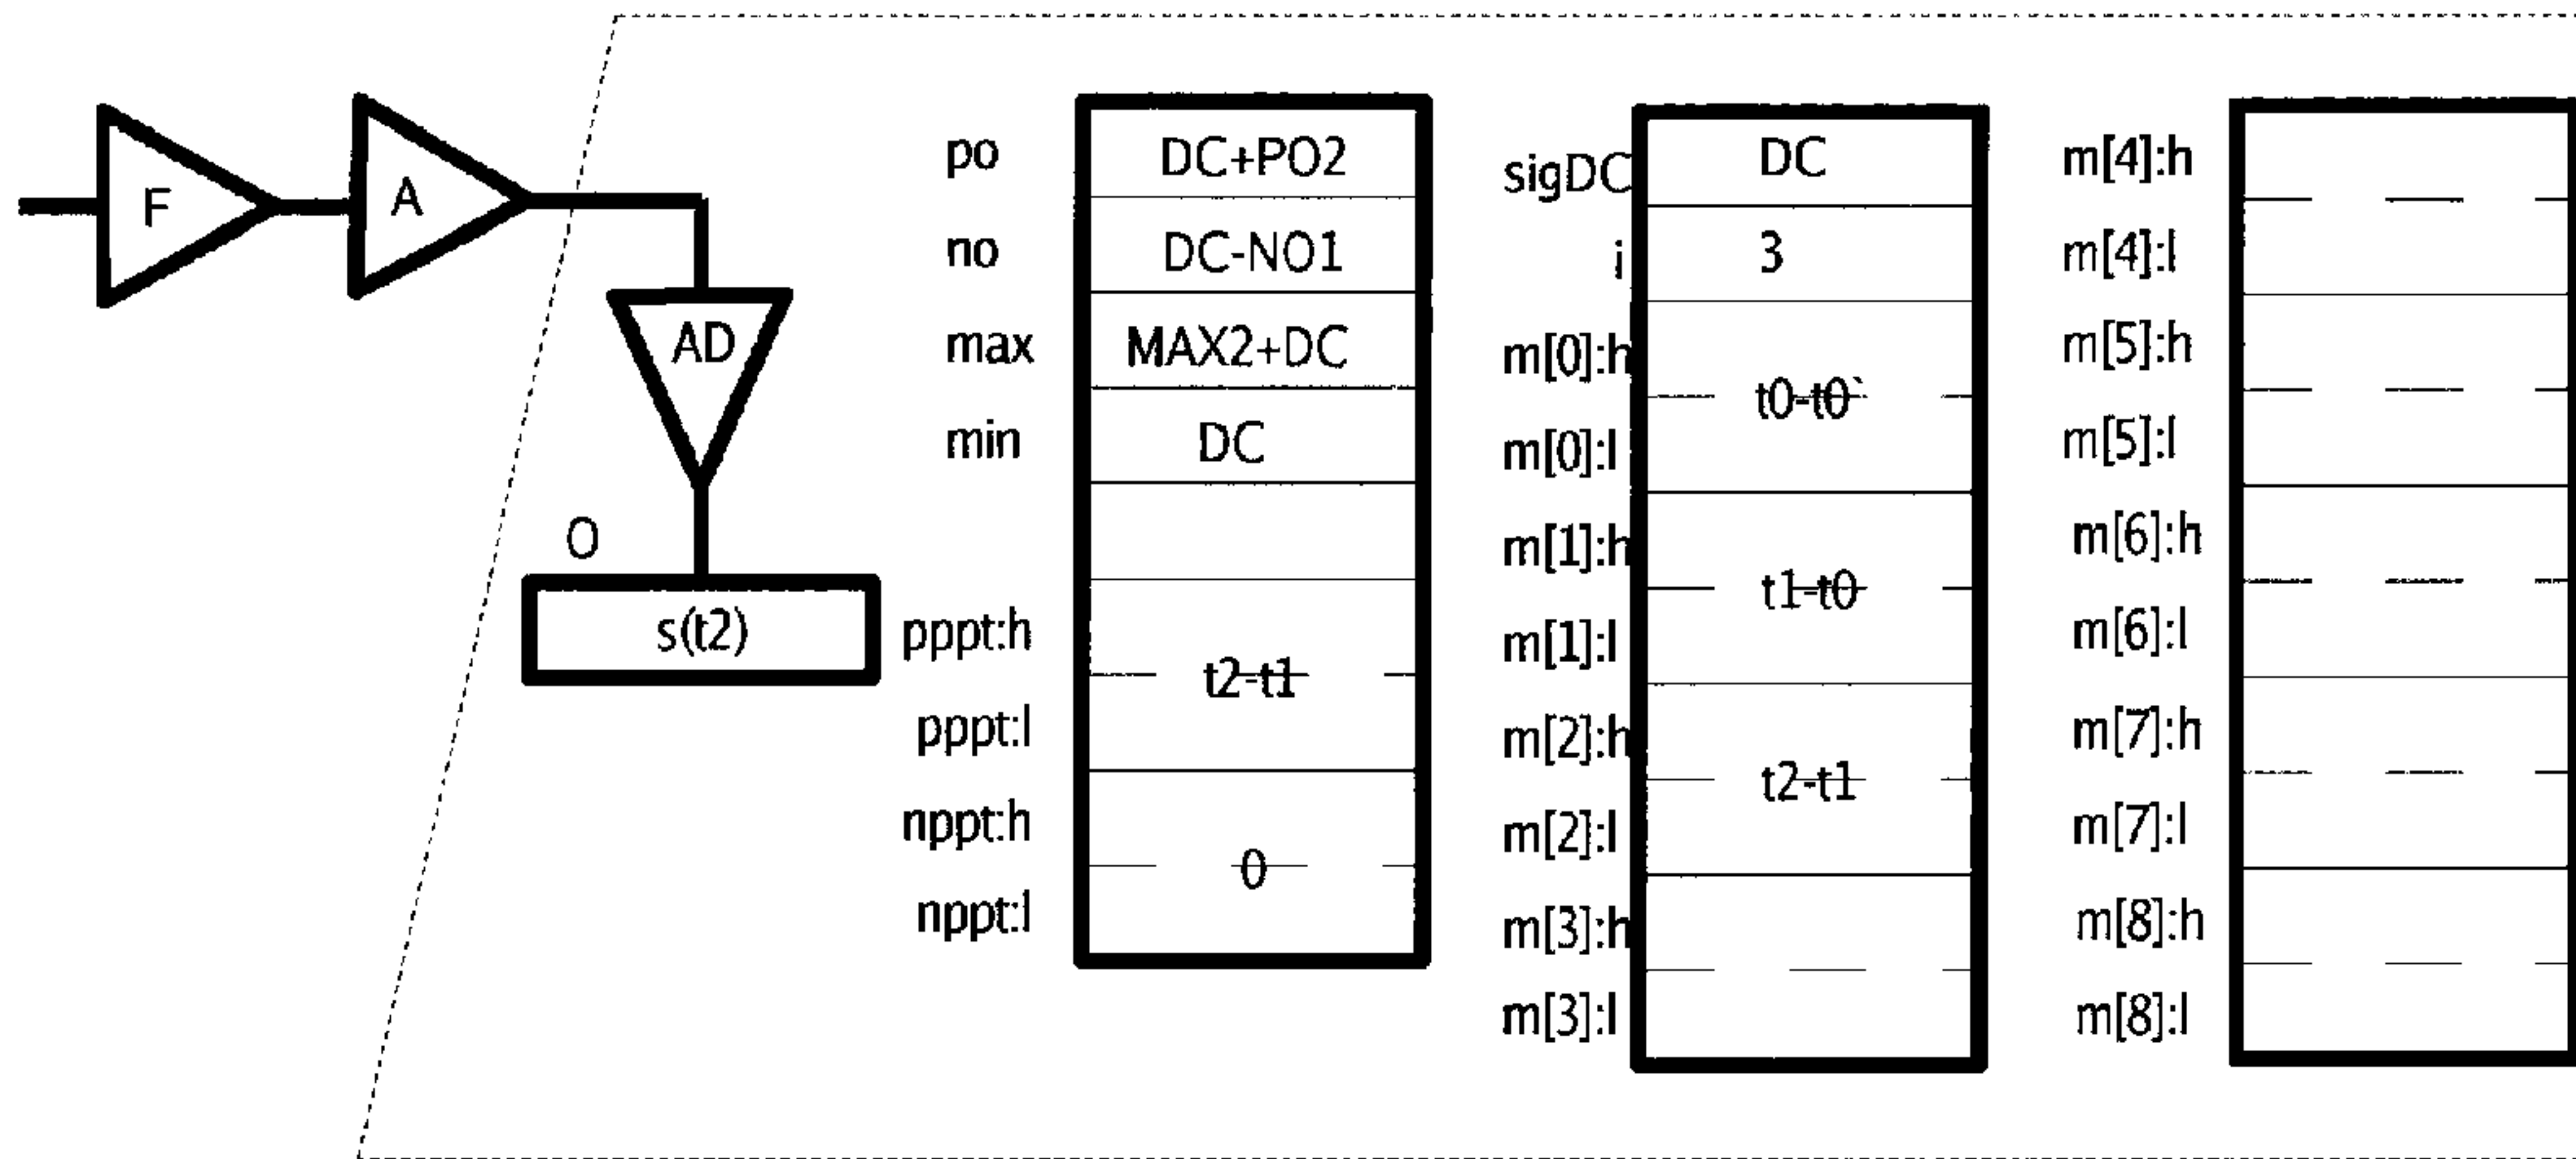 F
A
AD
O
s(t2)
po DC+PO2
no DC-NO1
max MAX2+DC
min DC
pppt:h
t2-t1
pppt:l
nppt:h
0
nppt:l
sigDC DC
i 3
m[0]:h
t0-t0`
m[0]:l
m[1]:h
t1-t0
m[1]:l
m[2]:h
t2-t1
m[2]:l
m[3]:h
m[3]:l
m[4]:h
m[4]:l
m[5]:h
m[5]:l
m[6]:h
m[6]:l
m[7]:h
m[7]:l
m[8]:h
m[8]:l